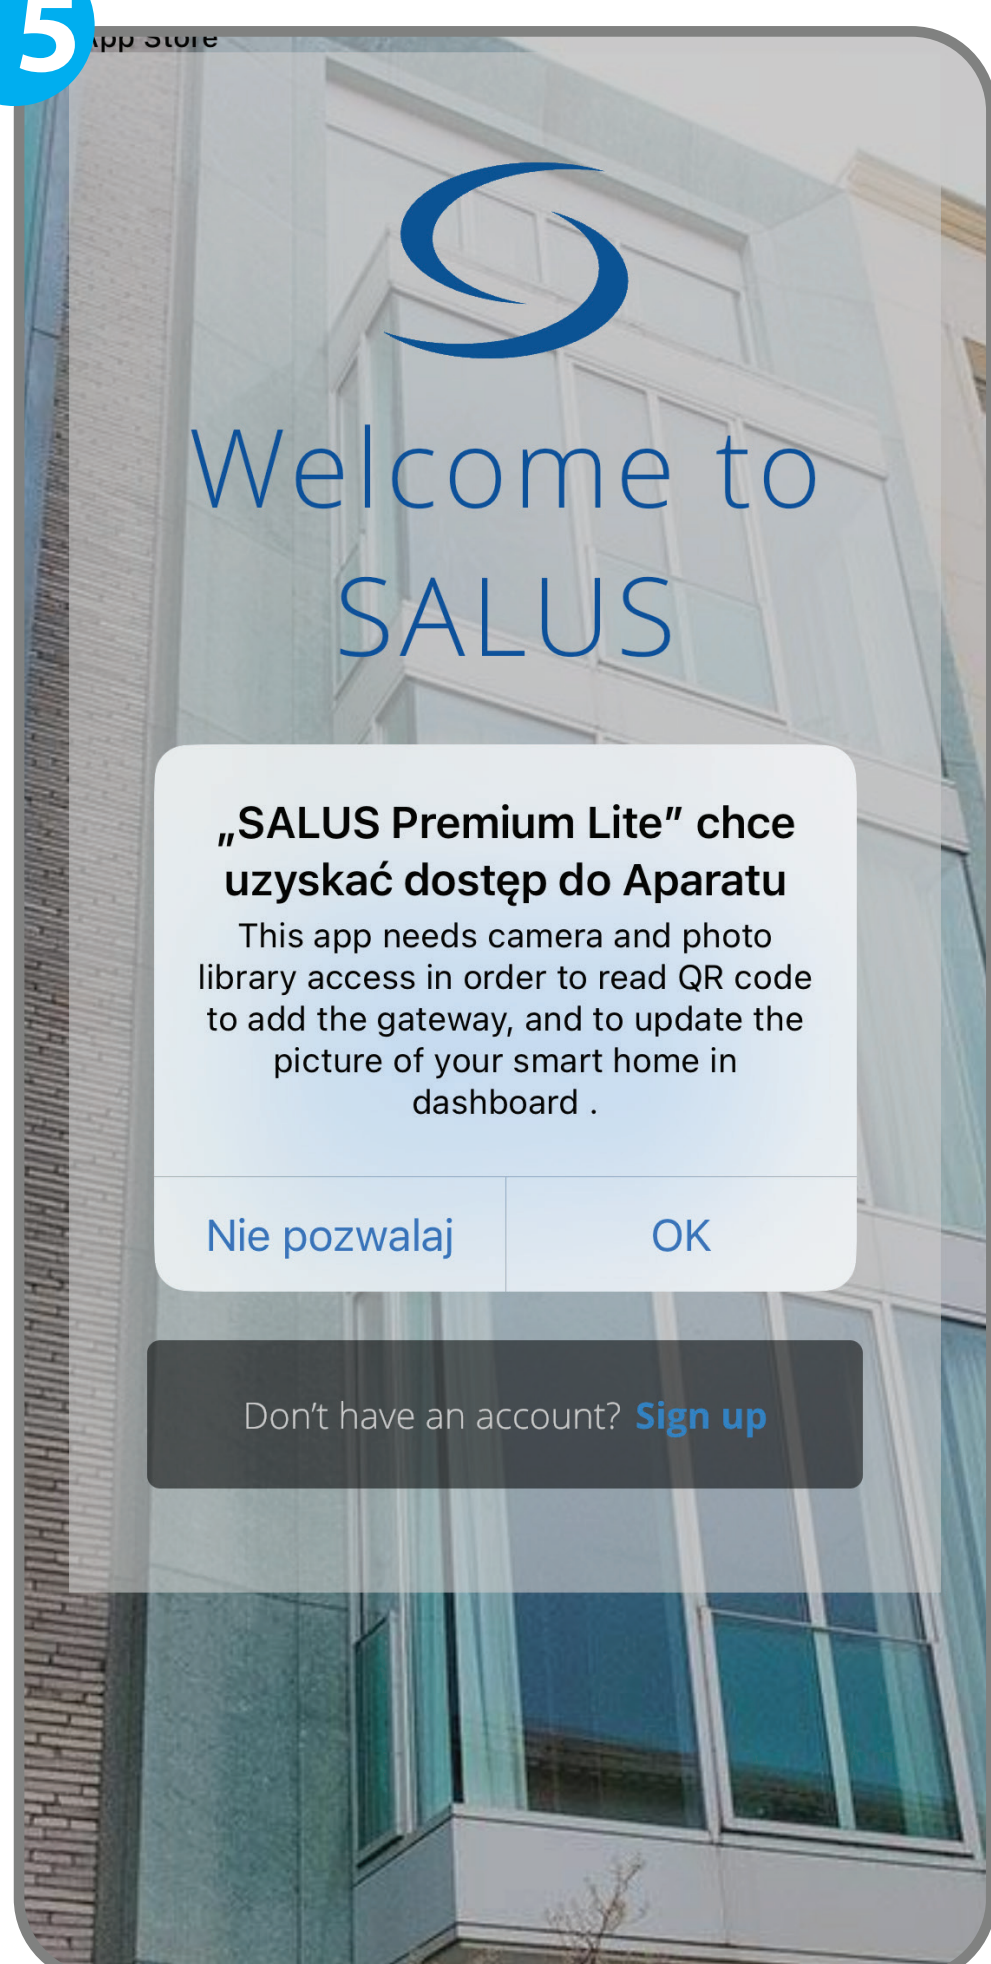 5
App Store
Welcome to
SALUS
„SALUS Premium Lite” chce
uzyskać dostęp do Aparatu
This app needs camera and photo
library access in order to read QR code
to add the gateway, and to update the
picture of your smart home in
dashboard .
Nie pozwalaj
OK
Don’t have an account? Sign up